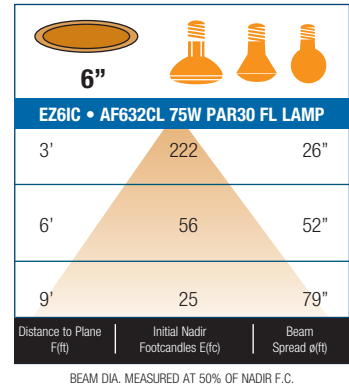 6”
EZ6IC • AF632CL 75W PAR30 FL LAMP
3’ 222 26”
6’ 56 52”
9’ 25 79”
Distance to Plane Initial Nadir Beam
F(ft) Footcandles E(fc) Spread ø(ft)
BEAM DIA. MEASURED AT 50% OF NADIR F.C.